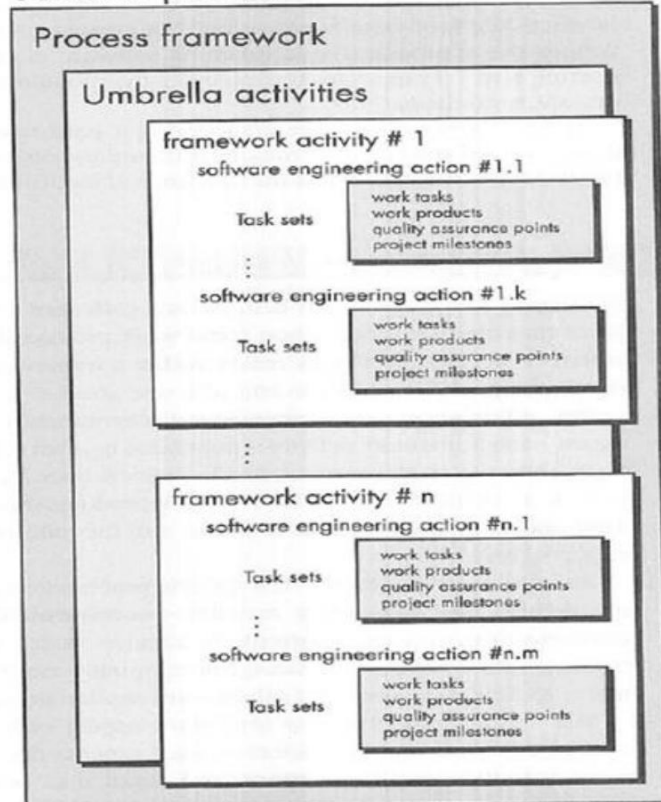 Process framework
Umbrella activities
framework activity # 1
software engineering action #1.1
Task sets
work tasks
work products
quality assurance points
project milestones
software engineering action #1.k
Task sets
work tasks
work products
quality assurance points
project milestones
framework activity # n
software engineering action #n.1
Task sets
work tasks
work products
quality assurance points
project milestones
software engineering action #n.m
Task sets
work tasks
work products
quality assurance points
project milestones